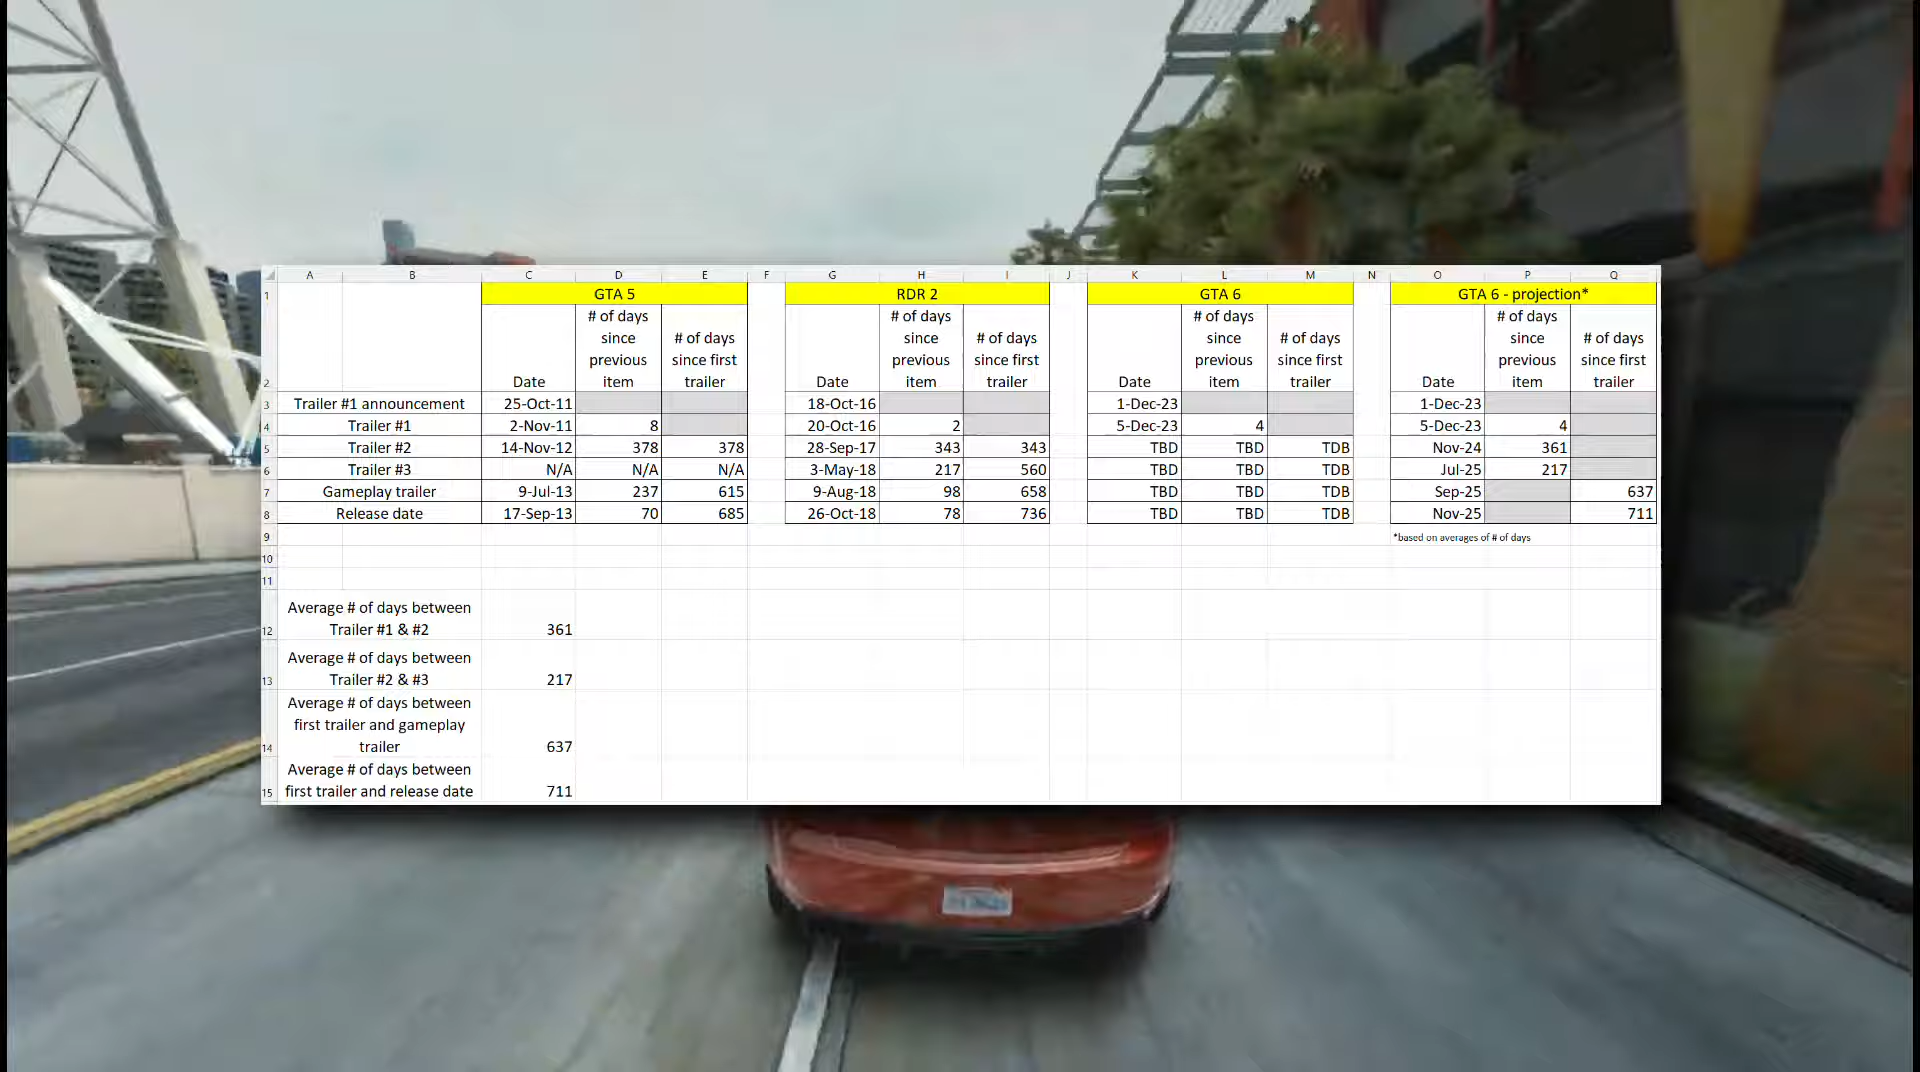 A B C D E F G H I J K L M N O P Q
1 GTA 5 RDR 2 GTA 6 GTA 6 - projection*
# of days # of days # of days # of days
since # of days since # of days since # of days since # of days
previous since first previous since first previous since first previous since first
2 Date item trailer Date item trailer Date item trailer Date item trailer
3 Trailer #1 announcement 25-Oct-11 18-Oct-16 1-Dec-23 1-Dec-23
4 Trailer #1 2-Nov-11 8 20-Oct-16 2 5-Dec-23 4 5-Dec-23 4
5 Trailer #2 14-Nov-12 378 378 28-Sep-17 343 343 TBD TBD TDB Nov-24 361
6 Trailer #3 N/A N/A N/A 3-May-18 217 560 TBD TBD TDB Jul-25 217
7 Gameplay trailer 9-Jul-13 237 615 9-Aug-18 98 658 TBD TBD TDB Sep-25 637
8 Release date 17-Sep-13 70 685 26-Oct-18 78 736 TBD TBD TDB Nov-25 711
9 *based on averages of # of days
10
11
Average # of days between
12 Trailer #1 & #2 361
Average # of days between
13 Trailer #2 & #3 217
Average # of days between
first trailer and gameplay
14 trailer 637
Average # of days between
15 first trailer and release date 711